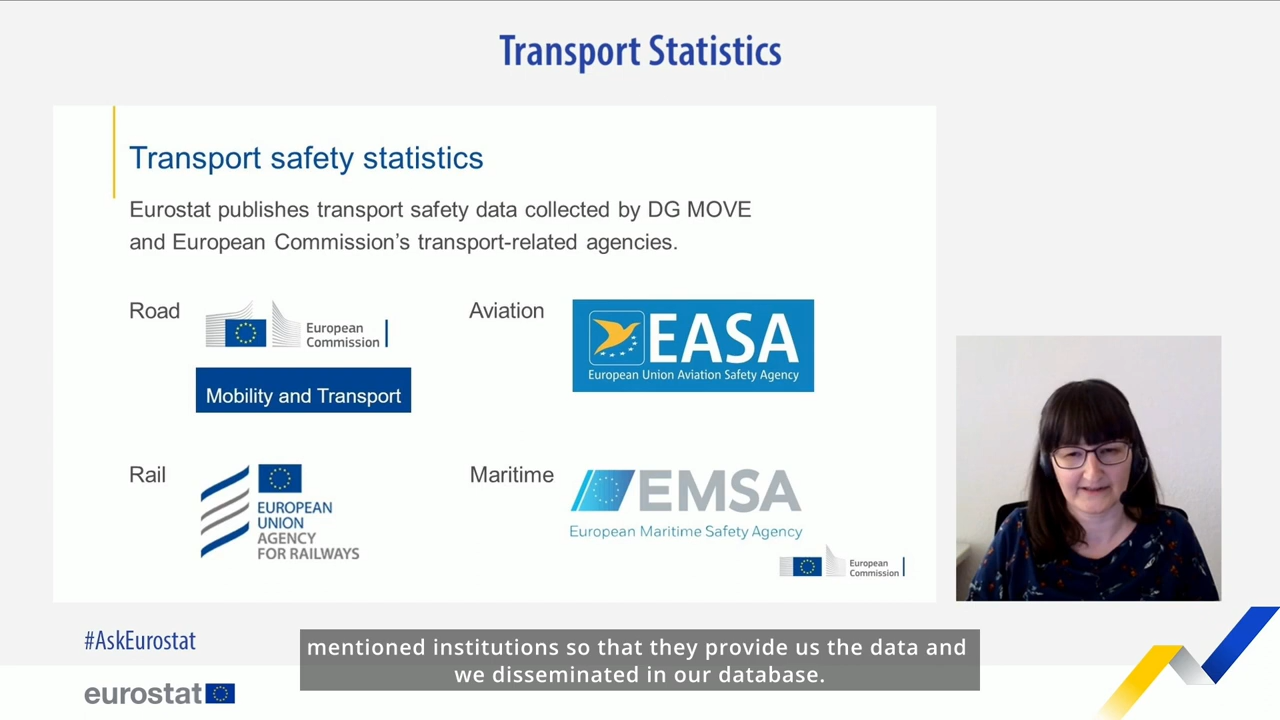 Transport Statistics
Transport safety statistics
Eurostat publishes transport safety data collected by DG MOVE
and European Commission's transport-related agencies.
Road
European
Commission
Mobility and Transport
Aviation
EASA
European Union Aviation Safety Agency
Rail
EUROPEAN
UNION
AGENCY
FOR RAILWAYS
Maritime
EMSA
European Maritime Safety Agency
European
Commission
#AskEurostat
mentioned institutions so that they provide us the data and
we disseminated in our database.
eurostat